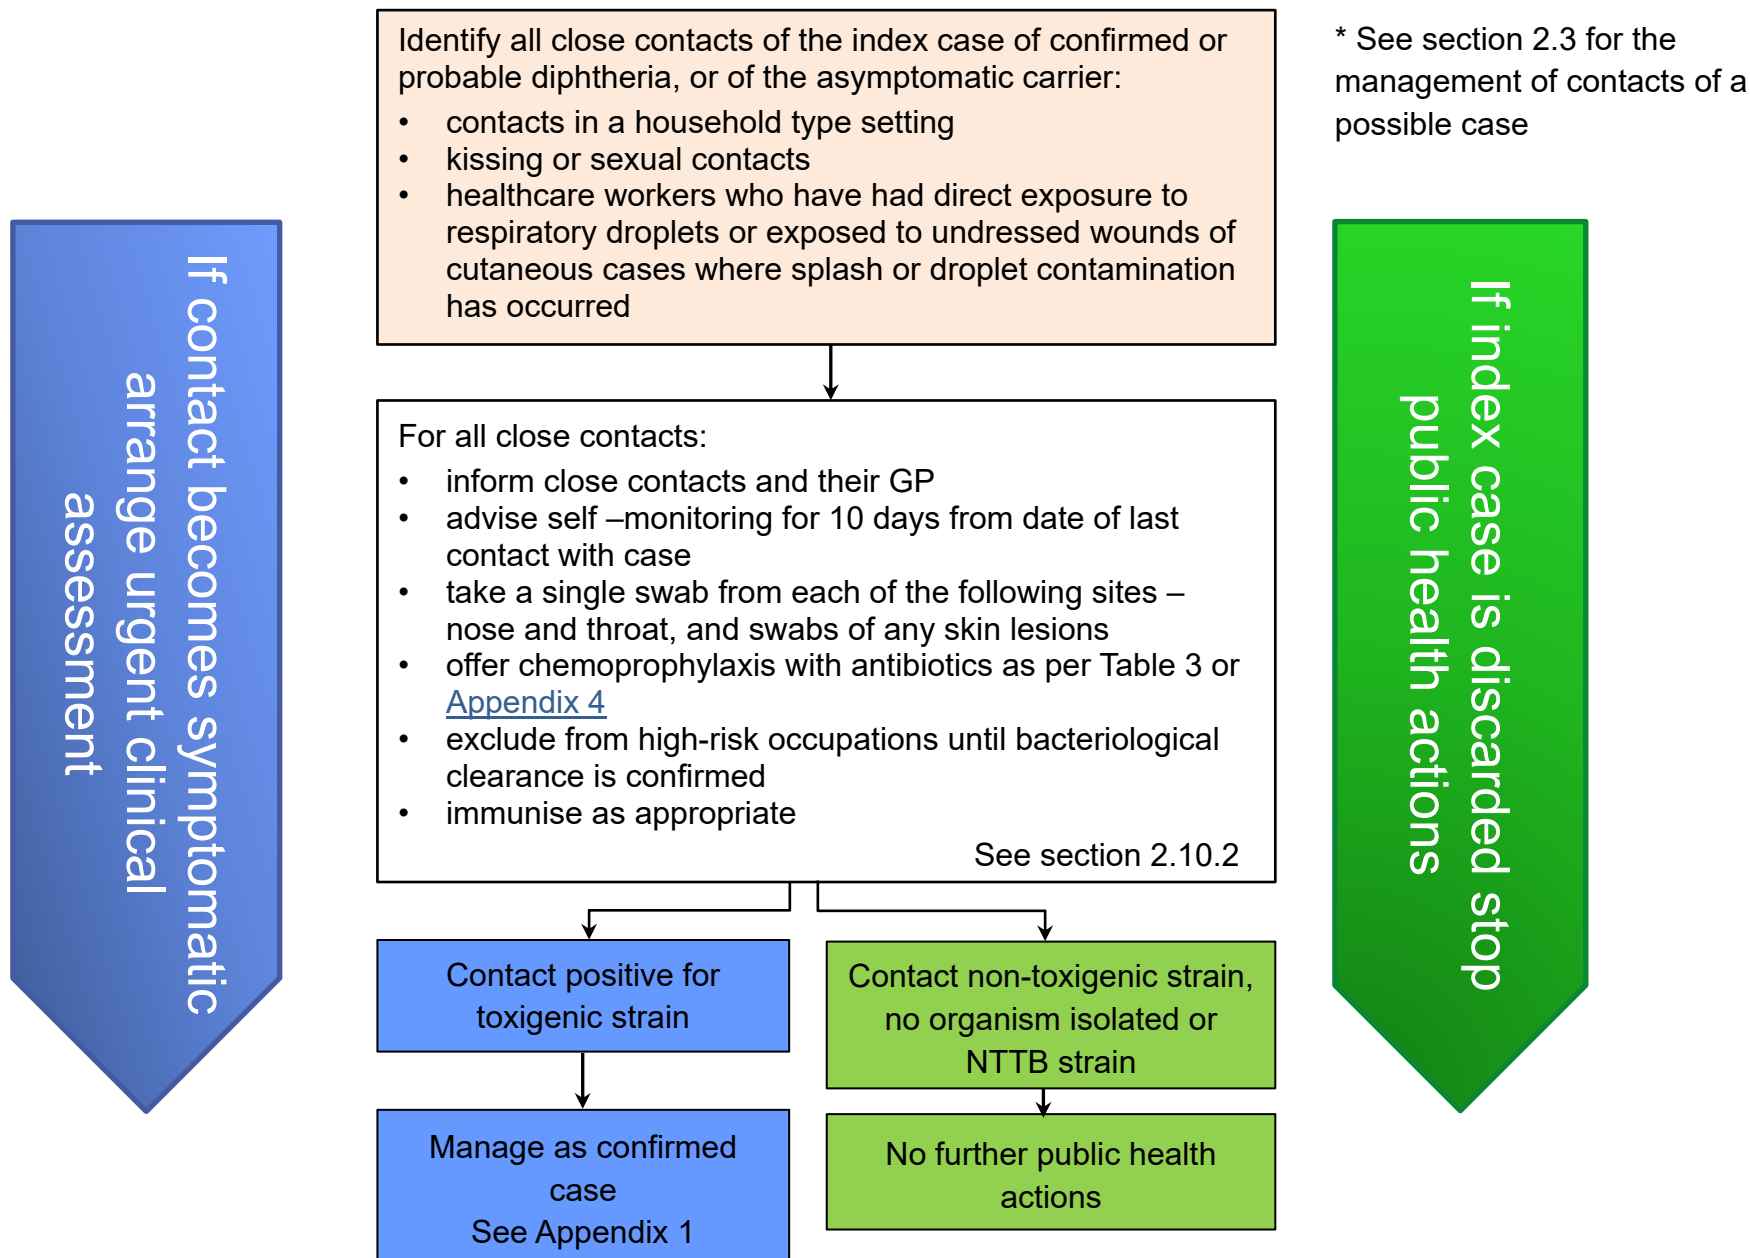 Identify all close contacts of the index case of confirmed or
probable diphtheria, or of the asymptomatic carrier:
• contacts in a household type setting
• kissing or sexual contacts
• healthcare workers who have had direct exposure to
respiratory droplets or exposed to undressed wounds of
cutaneous cases where splash or droplet contamination
has occurred
* See section 2.3 for the
management of contacts of a
possible case
If contact becomes symptomatic
arrange urgent clinical
assessment
For all close contacts:
• inform close contacts and their GP
• advise self –monitoring for 10 days from date of last
contact with case
• take a single swab from each of the following sites –
nose and throat, and swabs of any skin lesions
• offer chemoprophylaxis with antibiotics as per Table 3 or
Appendix 4
• exclude from high-risk occupations until bacteriological
clearance is confirmed
• immunise as appropriate
See section 2.10.2
If index case is discarded stop
public health actions
Contact positive for
toxigenic strain
Contact non-toxigenic strain,
no organism isolated or
NTTB strain
Manage as confirmed
case
See Appendix 1
No further public health
actions